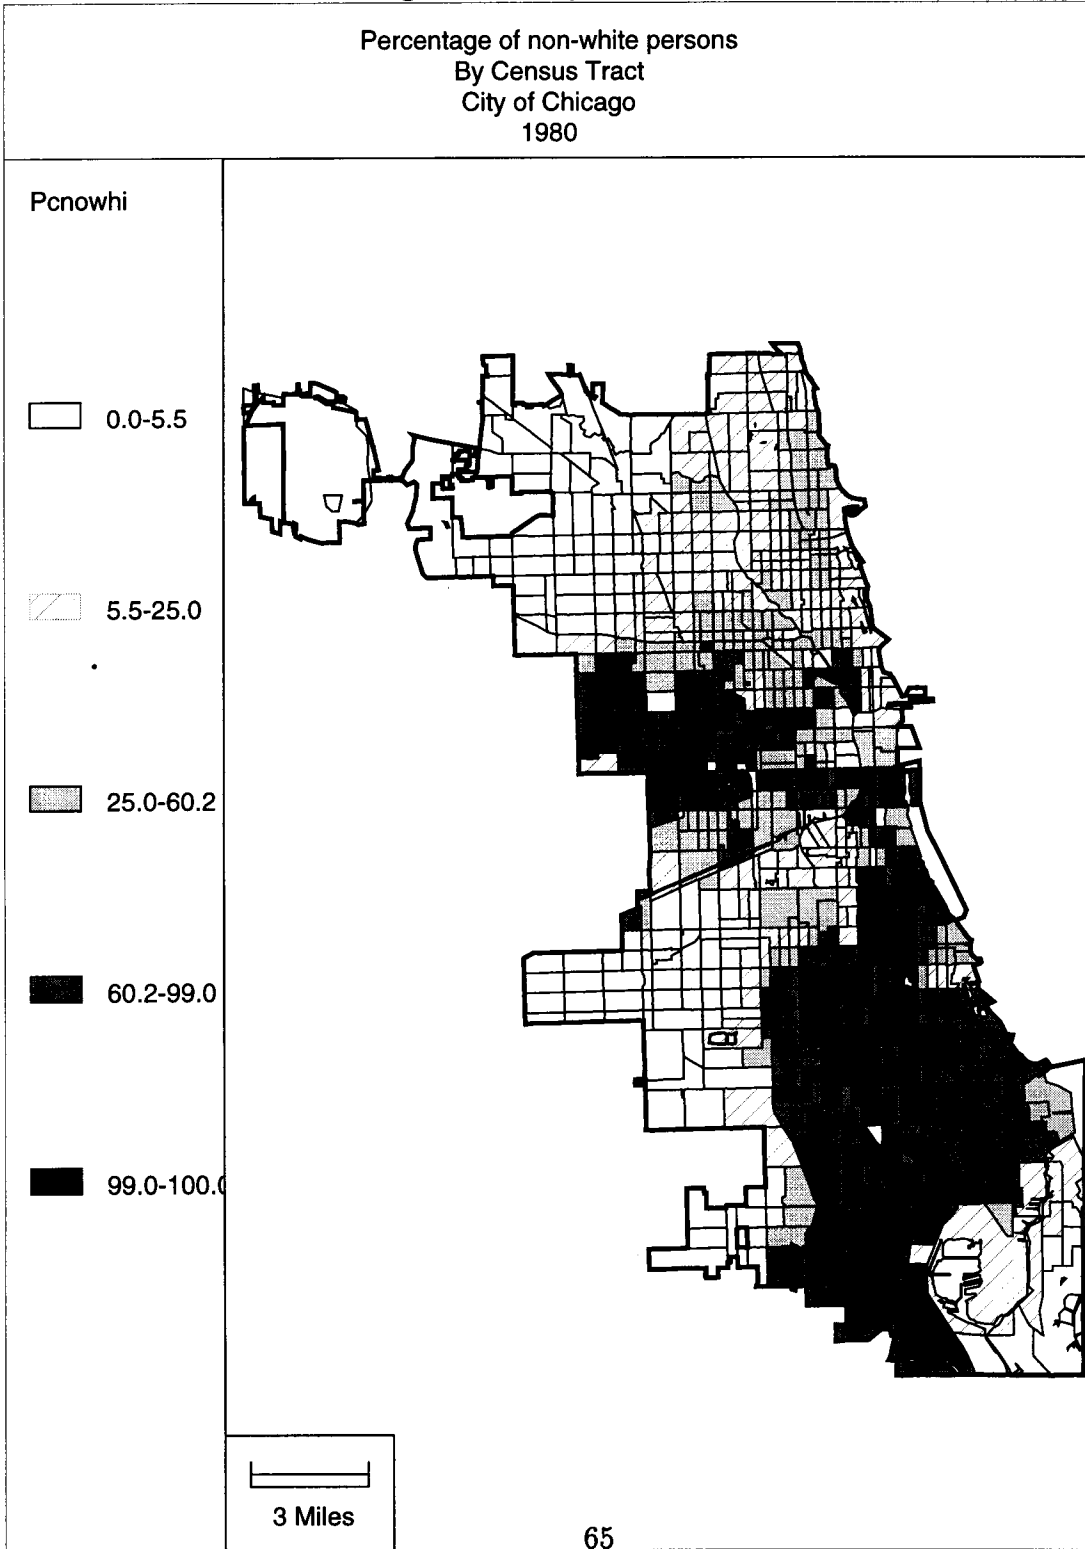 Percentage of non-white persons
By Census Tract
City of Chicago
1980
Pcnowhi
0.0-5.5
5.5-25.0
25.0-60.2
60.2-99.0
99.0-100.0
3 Miles
65